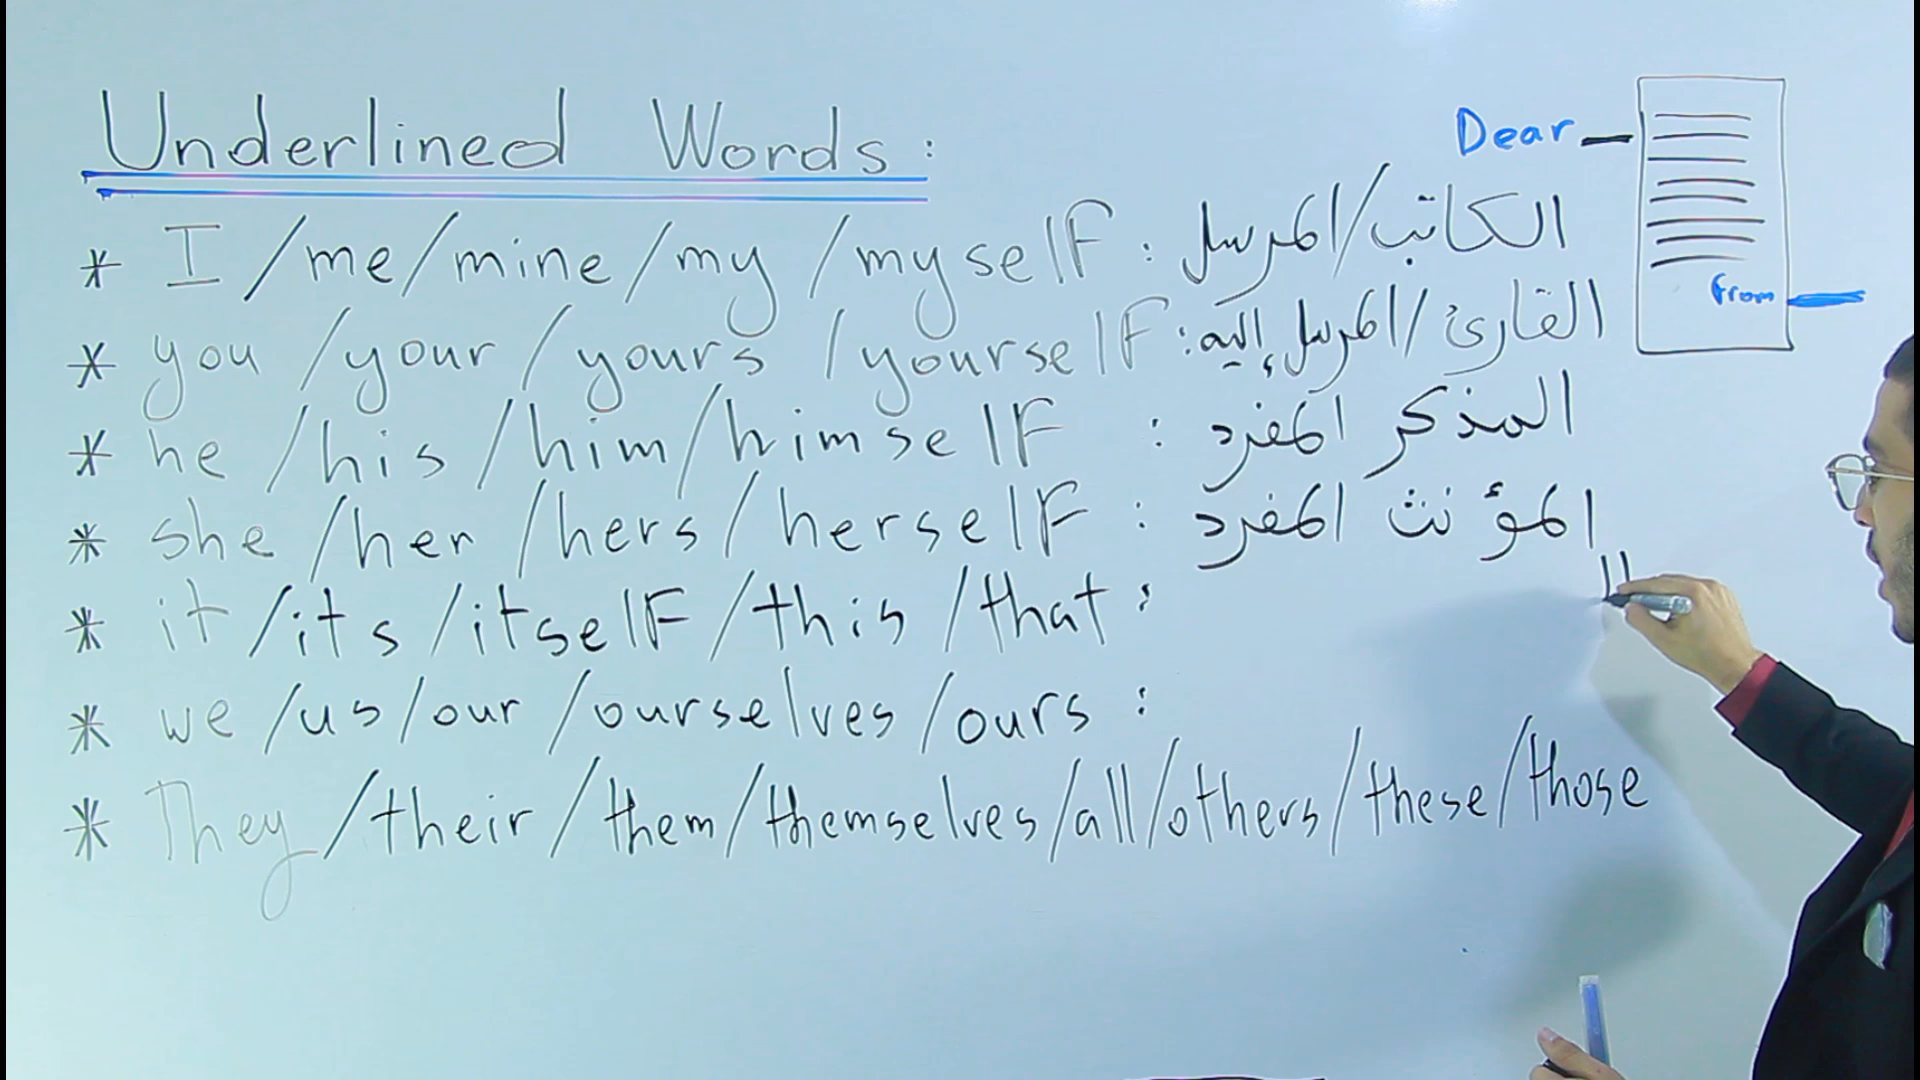 Underlined Words:
Dear
* I / me / mine / my / myself : الكاتب / المرسل
from
* you / your / yours / yourself : القارئ / المرسل إليه
* he / his / him / himself : المذكر المفرد
* she / her / hers / herself : المؤنث المفرد
* it / its / itself / this / that : ال
* we / us / our / ourselves / ours :
* They / their / them / themselves / all / others / these / those